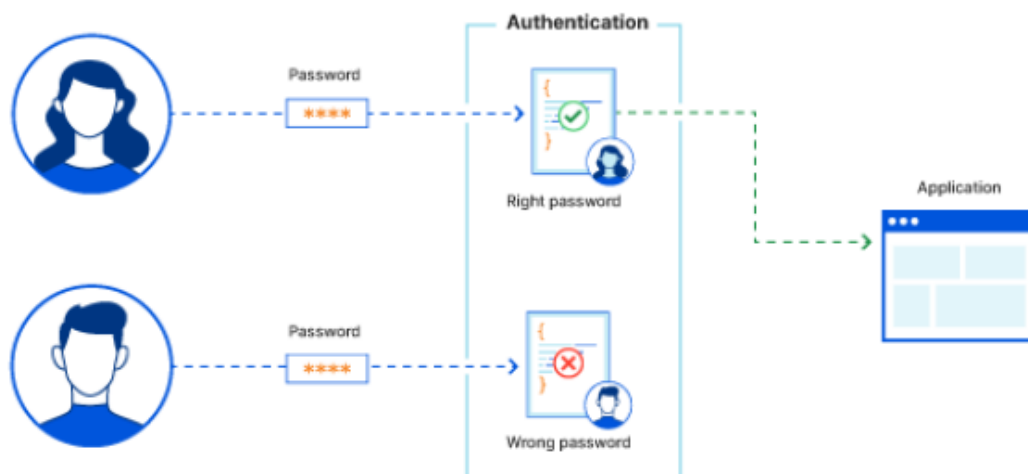 Authentication
Password
****
{
}
Right password
Application
Password
****
{
}
Wrong password